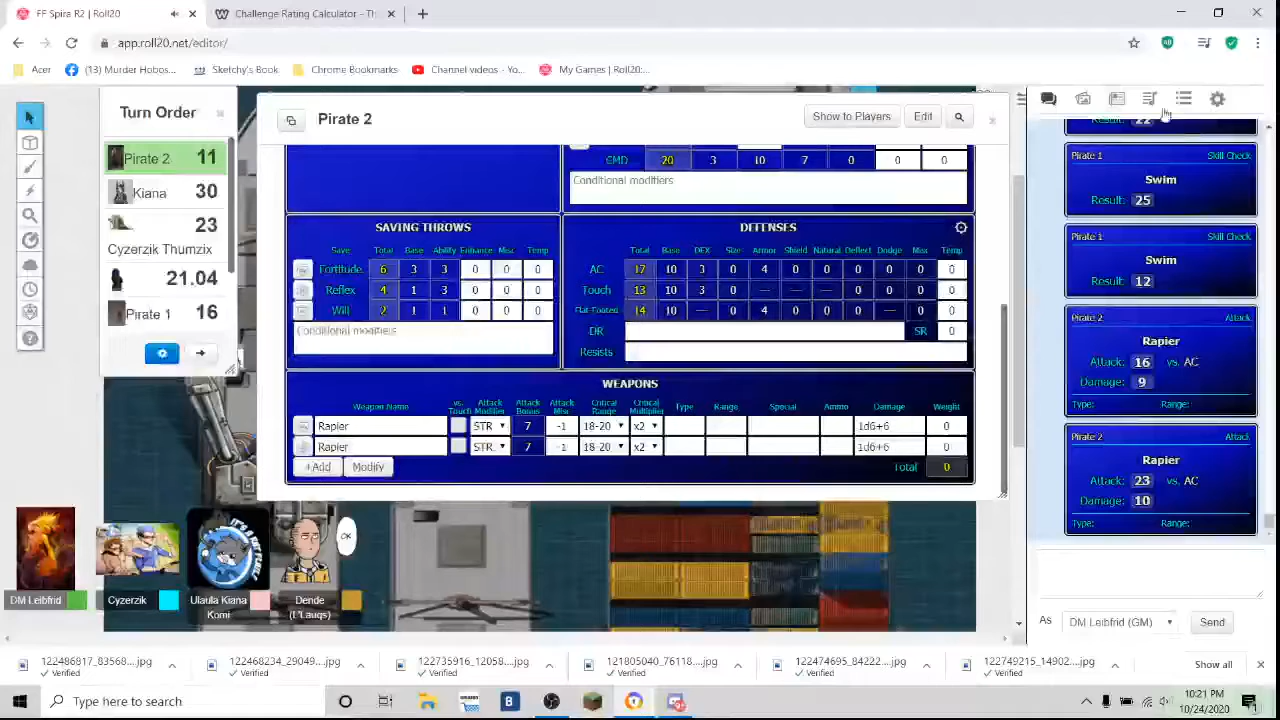 FF Spira R2 | Roll20
Challenge Rating Calculator - Th
app.roll20.net/editor/
Acer
(13) Murder Hobos...
Sketchy's Book
Chrome Bookmarks
Channel videos - Yo...
My Games | Roll20:...
Turn Order
Pirate 2 11
Kiana 30
23
Cyzerzik Thumzix
21.04
Pirate 1 16
Pirate 2
Show to Players
Edit
CMD 20 3 10 7 0 0 0
Conditional modifiers
SAVING THROWS
Save Total Base Ability Enhance Misc Temp
Fortitude 6 3 3 0 0 0
Reflex 4 1 3 0 0 0
Will 2 1 1 0 0 0
Conditional modifiers
DEFENSES
Total Base DEX Size Armor Shield Natural Deflect Dodge Misc Temp
AC 17 10 3 0 4 0 0 0 0 0 0
Touch 13 10 3 0 — — — 0 0 0 0
Flat-Footed 14 10 — 0 4 0 0 0 — 0 0
DR
SR 0
Resists
WEAPONS
Weapon Name vs. Touch Attack Modifier Attack Bonus Attack Misc Critical Range Critical Multiplier Type Range Special Ammo Damage Weight
Rapier STR 7 -1 18-20 x2 1d6+6 0
Rapier STR 7 -1 18-20 x2 1d6+6 0
+Add Modify Total 0
Result: 22
Pirate 1 Skill Check
Swim
Result: 25
Pirate 1 Skill Check
Swim
Result: 12
Pirate 2 Attack
Rapier
Attack: 16 vs. AC
Damage: 9
Type: Range:
Pirate 2 Attack
Rapier
Attack: 23 vs. AC
Damage: 10
Type: Range:
As DM Leibfrid (GM) Send
OK
DM Leibfrid
Cyzerzik
Ulaula Kiana Komi
Dende (L'Lauqs)
122486817_83568....jpg
Verified
122468234_29049....jpg
Verified
122735916_12058....jpg
Verified
121805040_76118....jpg
Verified
122474695_84222....jpg
Verified
122749215_14902....jpg
Verified
Show all
Type here to search
amazon
B
10:21 PM
10/24/2020